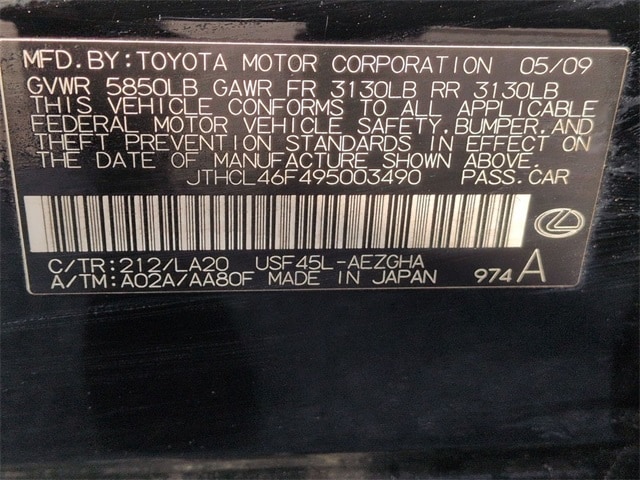 MFD.BY:TOYOTA MOTOR CORPORATION 05/09
GVWR 5850LB GAWR FR 3130LB RR 3130LB
THIS VEHICLE CONFORMS TO ALL APPLICABLE
FEDERAL MOTOR VEHICLE SAFETY,BUMPER,AND
THEFT PREVENTION STANDARDS IN EFFECT ON
THE DATE OF MANUFACTURE SHOWN ABOVE.
JTHCL46F495003490 PASS.CAR
C/TR:212/LA20 USF45L-AEZGHA
A/TM:A02A/AA80F MADE IN JAPAN 974A